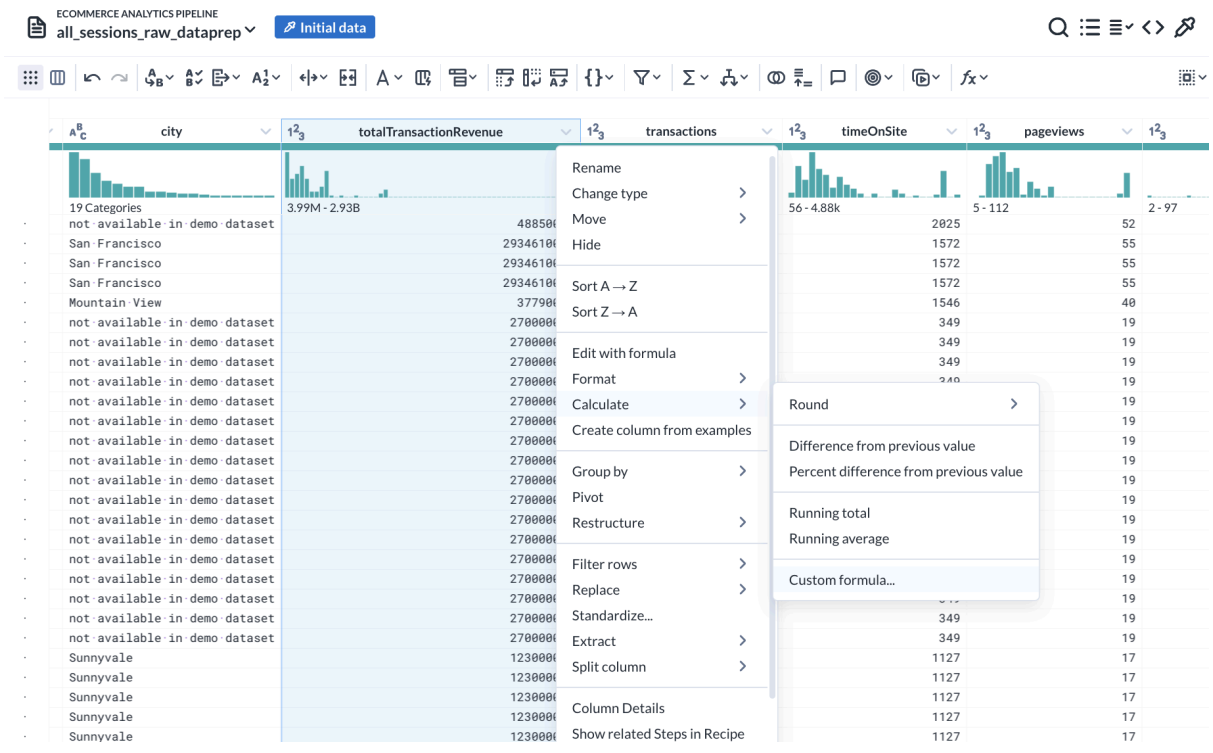 ECOMMERCE ANALYTICS PIPELINE
all_sessions_raw_dataprep
Initial data
city
totalTransactionRevenue
transactions
timeOnSite
pageviews
19 Categories
3.99M - 2.93B
56 - 4.88k
5 - 112
2 - 97
not available in demo dataset 488500 2025 52
San Francisco 29346100 1572 55
San Francisco 29346100 1572 55
San Francisco 29346100 1572 55
Mountain View 377900 1546 40
not available in demo dataset 2700000 349 19
not available in demo dataset 2700000 349 19
not available in demo dataset 2700000 349 19
not available in demo dataset 2700000 349 19
not available in demo dataset 2700000 19
not available in demo dataset 2700000 19
not available in demo dataset 2700000 19
not available in demo dataset 2700000 19
not available in demo dataset 2700000 19
not available in demo dataset 2700000 19
not available in demo dataset 2700000 19
not available in demo dataset 2700000 19
not available in demo dataset 2700000 19
not available in demo dataset 2700000 19
not available in demo dataset 2700000 349 19
not available in demo dataset 2700000 349 19
not available in demo dataset 2700000 349 19
Sunnyvale 1230000 1127 17
Sunnyvale 1230000 1127 17
Sunnyvale 1230000 1127 17
Sunnyvale 1230000 1127 17
Sunnyvale 1230000 1127 17
Rename
Change type
Move
Hide
Sort A → Z
Sort Z → A
Edit with formula
Format
Calculate
Create column from examples
Group by
Pivot
Restructure
Filter rows
Replace
Standardize...
Extract
Split column
Column Details
Show related Steps in Recipe
Round
Difference from previous value
Percent difference from previous value
Running total
Running average
Custom formula...